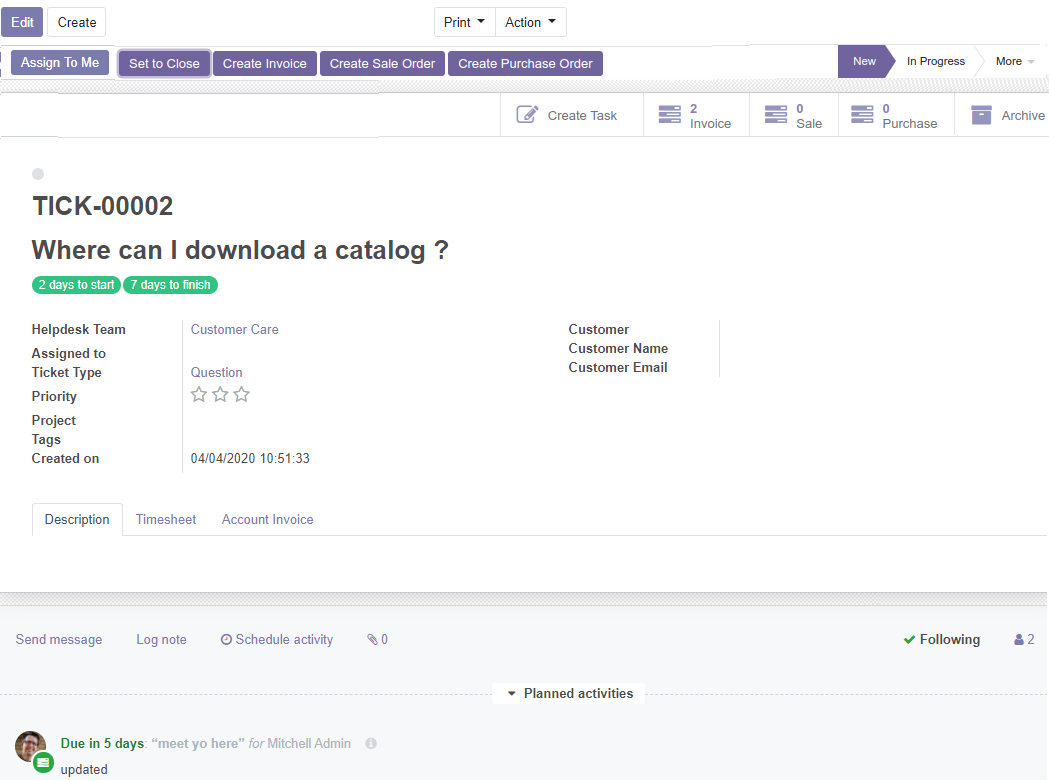 Edit Create Print Action
Assign To Me Set to Close Create Invoice Create Sale Order Create Purchase Order New In Progress More
Create Task 2 Invoice 0 Sale 0 Purchase Archive
TICK-00002
Where can I download a catalog ?
2 days to start 7 days to finish
Helpdesk Team Customer Care
Assigned to
Ticket Type Question
Priority
Project
Tags
Created on 04/04/2020 10:51:33
Customer
Customer Name
Customer Email
Description Timesheet Account Invoice
Send message Log note Schedule activity 0 Following 2
Planned activities
Due in 5 days: “meet yo here” for Mitchell Admin
updated